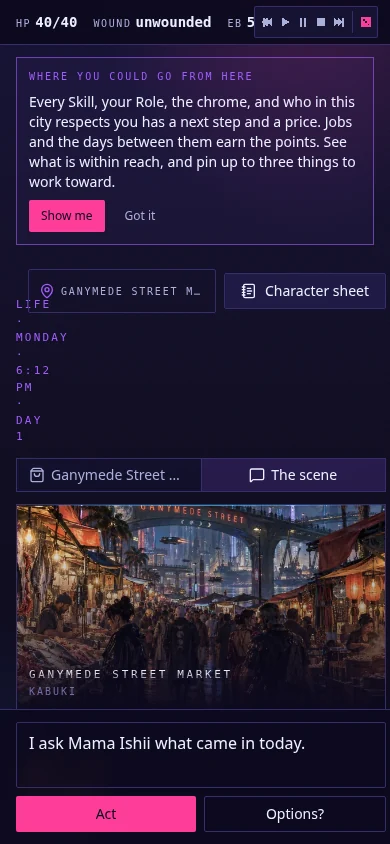 HP 40/40 WOUND unwounded EB 5
WHERE YOU COULD GO FROM HERE
Every Skill, your Role, the chrome, and who in this
city respects you has a next step and a price. Jobs
and the days between them earn the points. See
what is within reach, and pin up to three things to
work toward.
Show me Got it
GANYMEDE STREET M… Character sheet
LIFE
·
MONDAY
·
6:12
PM
·
DAY
1
Ganymede Street ... The scene
GANYMEDE STREET
GANYMEDE STREET MARKET
KABUKI
I ask Mama Ishii what came in today.
Act Options?